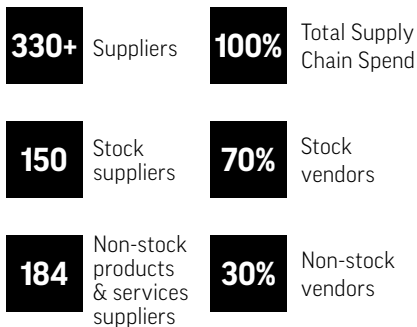 330+ Suppliers
100% Total Supply
Chain Spend
150 Stock
suppliers
70% Stock
vendors
184 Non-stock
products
& services
suppliers
30% Non-stock
vendors